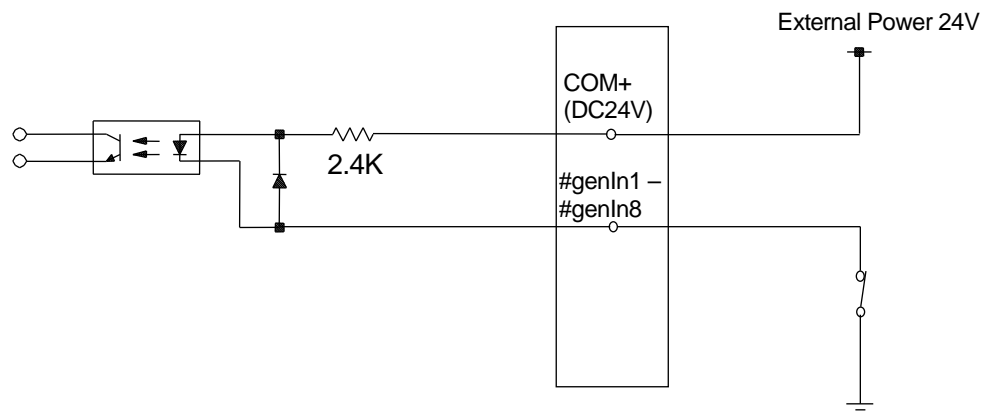 External Power 24V
COM+
(DC24V)
2.4K
#genIn1 –
#genIn8